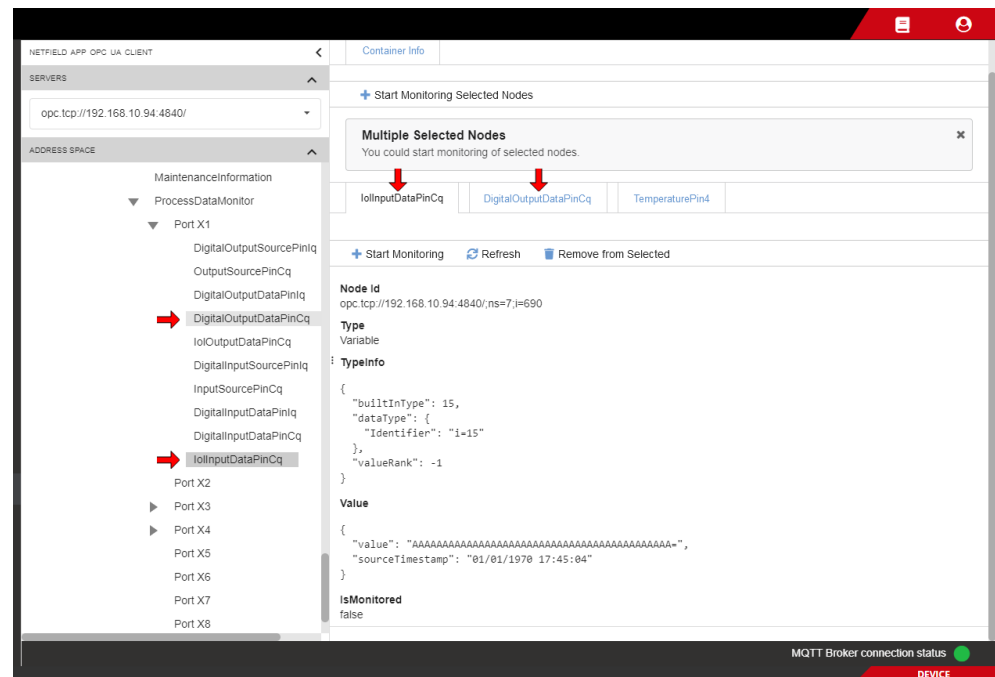 NETFIELD APP OPC UA CLIENT
SERVERS
opc.tcp://192.168.10.94:4840/
ADDRESS SPACE
MaintenanceInformation
ProcessDataMonitor
Port X1
DigitalOutputSourcePinIq
OutputSourcePinCq
DigitalOutputDataPinIq
DigitalOutputDataPinCq
IolOutputDataPinCq
DigitalInputSourcePinIq
InputSourcePinCq
DigitalInputDataPinIq
DigitalInputDataPinCq
IolInputDataPinCq
Port X2
Port X3
Port X4
Port X5
Port X6
Port X7
Port X8
Container Info
Start Monitoring Selected Nodes
Multiple Selected Nodes
You could start monitoring of selected nodes.
IolInputDataPinCq DigitalOutputDataPinCq TemperaturePin4
Start Monitoring Refresh Remove from Selected
Node Id
opc.tcp://192.168.10.94:4840/;ns=7;i=690
Type
Variable
TypeInfo
{
"builtInType": 15,
"dataType": {
"Identifier": "i=15"
},
"valueRank": -1
}
Value
{
"value": "AAAAAAAAAAAAAAAAAAAAAAAAAAAAAAAAAAAAAAAAAAA=",
"sourceTimestamp": "01/01/1970 17:45:04"
}
IsMonitored
false
MQTT Broker connection status
DEVICE